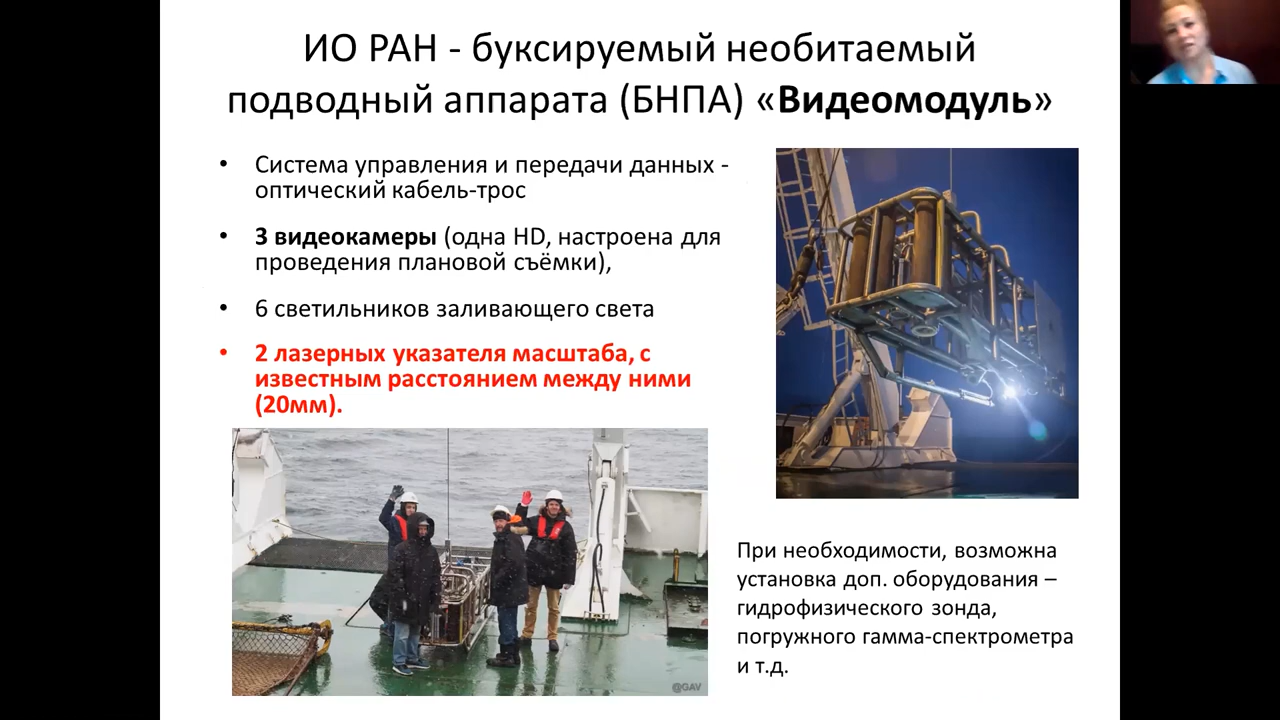 ИО РАН - буксируемый необитаемый
подводный аппарата (БНПА) «Видеомодуль»
• Система управления и передачи данных -
оптический кабель-трос
• 3 видеокамеры (одна HD, настроена для
проведения плановой съёмки),
• 6 светильников заливающего света
• 2 лазерных указателя масштаба, с
известным расстоянием между ними
(20мм).
@GAV
При необходимости, возможна
установка доп. оборудования –
гидрофизического зонда,
погружного гамма-спектрометра
и т.д.